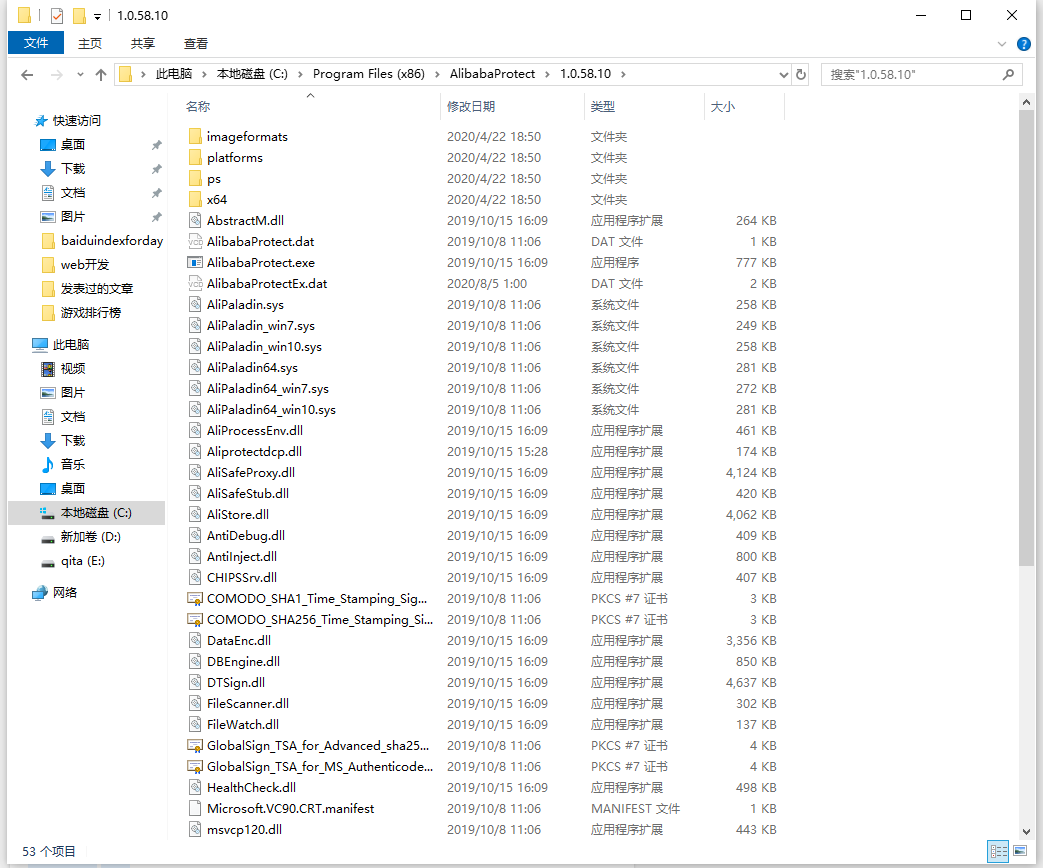 1.0.58.10
文件 主页 共享 查看
此电脑 本地磁盘 (C:) Program Files (x86) AlibabaProtect 1.0.58.10 搜索"1.0.58.10"
快速访问
桌面
下载
文档
图片
baiduindexforday
web开发
发表过的文章
游戏排行榜
此电脑
视频
图片
文档
下载
音乐
桌面
本地磁盘 (C:)
新加卷 (D:)
qita (E:)
网络
名称 修改日期 类型 大小
imageformats 2020/4/22 18:50 文件夹
platforms 2020/4/22 18:50 文件夹
ps 2020/4/22 18:50 文件夹
x64 2020/4/22 18:50 文件夹
AbstractM.dll 2019/10/15 16:09 应用程序扩展 264 KB
AlibabaProtect.dat 2019/10/8 11:06 DAT 文件 1 KB
AlibabaProtect.exe 2019/10/15 16:09 应用程序 777 KB
AlibabaProtectEx.dat 2020/8/5 1:00 DAT 文件 2 KB
AliPaladin.sys 2019/10/8 11:06 系统文件 258 KB
AliPaladin_win7.sys 2019/10/8 11:06 系统文件 249 KB
AliPaladin_win10.sys 2019/10/8 11:06 系统文件 258 KB
AliPaladin64.sys 2019/10/8 11:06 系统文件 281 KB
AliPaladin64_win7.sys 2019/10/8 11:06 系统文件 272 KB
AliPaladin64_win10.sys 2019/10/8 11:06 系统文件 281 KB
AliProcessEnv.dll 2019/10/15 16:09 应用程序扩展 461 KB
Aliprotectdcp.dll 2019/10/15 15:28 应用程序扩展 174 KB
AliSafeProxy.dll 2019/10/15 16:09 应用程序扩展 4,124 KB
AliSafeStub.dll 2019/10/15 16:09 应用程序扩展 420 KB
AliStore.dll 2019/10/15 16:09 应用程序扩展 4,062 KB
AntiDebug.dll 2019/10/15 16:09 应用程序扩展 409 KB
AntiInject.dll 2019/10/15 16:09 应用程序扩展 800 KB
CHIPSSrv.dll 2019/10/15 16:09 应用程序扩展 407 KB
COMODO_SHA1_Time_Stamping_Sig... 2019/10/8 11:06 PKCS #7 证书 3 KB
COMODO_SHA256_Time_Stamping_Si... 2019/10/8 11:06 PKCS #7 证书 3 KB
DataEnc.dll 2019/10/15 16:09 应用程序扩展 3,356 KB
DBEngine.dll 2019/10/15 16:09 应用程序扩展 850 KB
DTSign.dll 2019/10/15 16:09 应用程序扩展 4,637 KB
FileScanner.dll 2019/10/15 16:09 应用程序扩展 302 KB
FileWatch.dll 2019/10/15 16:09 应用程序扩展 137 KB
GlobalSign_TSA_for_Advanced_sha25... 2019/10/8 11:06 PKCS #7 证书 4 KB
GlobalSign_TSA_for_MS_Authenticode... 2019/10/8 11:06 PKCS #7 证书 4 KB
HealthCheck.dll 2019/10/15 16:09 应用程序扩展 498 KB
Microsoft.VC90.CRT.manifest 2019/10/8 11:06 MANIFEST 文件 1 KB
msvcp120.dll 2019/10/8 11:06 应用程序扩展 443 KB
53 个项目